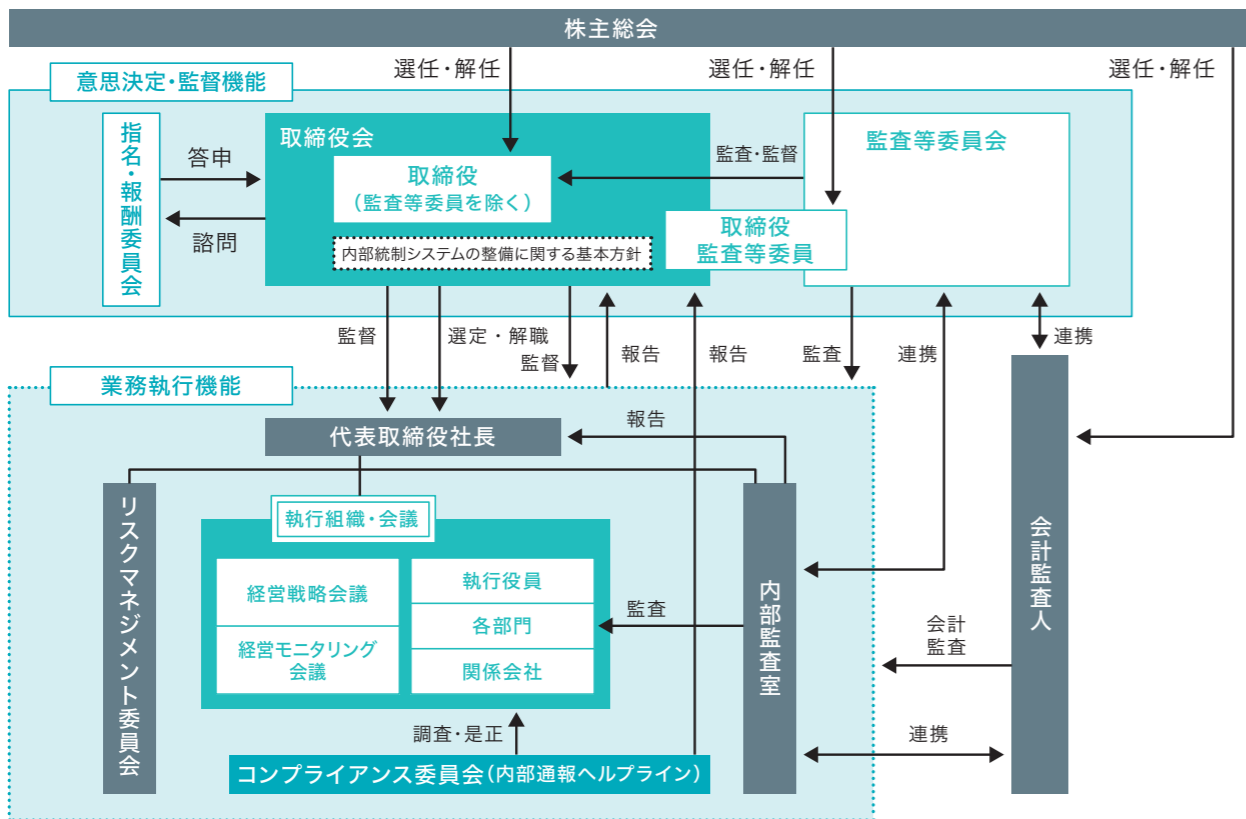 株主総会
選任・解任
選任・解任
選任・解任
意思決定・監督機能
指名・報酬委員会
答申
諮問
取締役会
取締役
（監査等委員を除く）
内部統制システムの整備に関する基本方針
監査・監督
監査等委員会
取締役
監査等委員
監督
選定・解職
監督
報告
報告
監査
連携
連携
業務執行機能
代表取締役社長
報告
リスクマネジメント委員会
執行組織・会議
経営戦略会議
経営モニタリング
会議
執行役員
各部門
関係会社
監査
内部監査室
会計監査人
会計
監査
連携
調査・是正
コンプライアンス委員会（内部通報ヘルプライン）